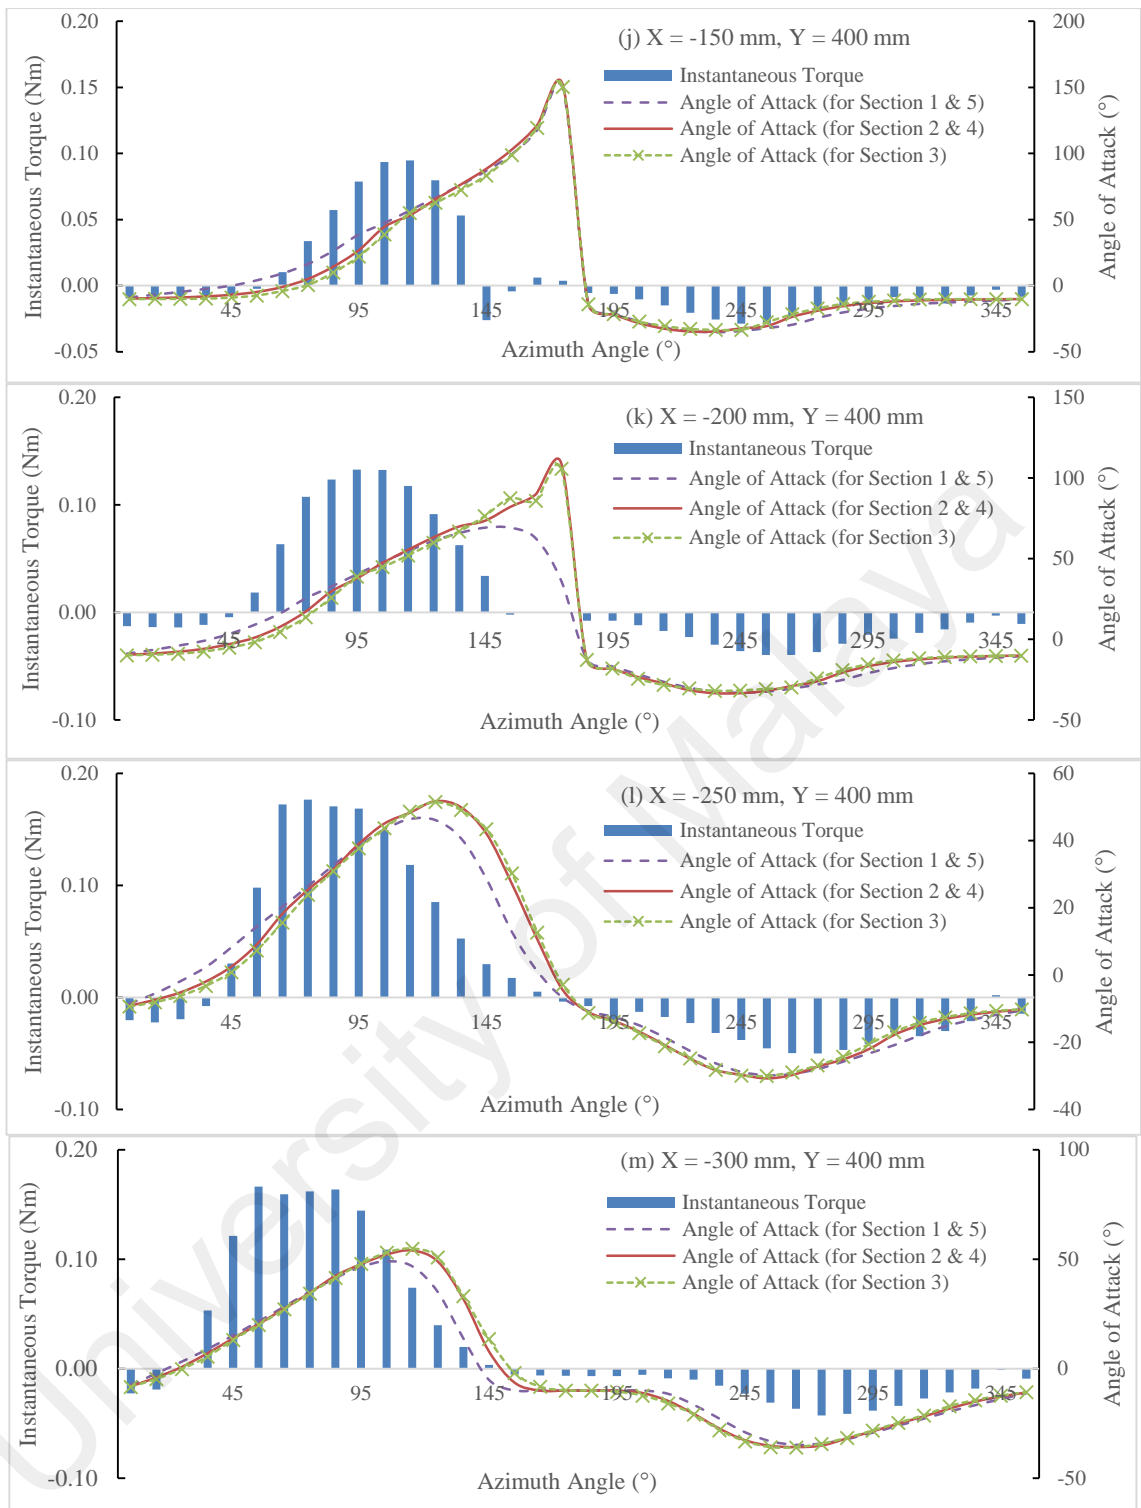 (j) X = -150 mm, Y = 400 mm
Instantaneous Torque
Angle of Attack (for Section 1 & 5)
Angle of Attack (for Section 2 & 4)
Angle of Attack (for Section 3)
Instantaneous Torque (Nm)
0.20
0.15
0.10
0.05
0.00
-0.05
200
150
100
50
0
-50
Angle of Attack (°)
45 95 145 195 245 295 345
Azimuth Angle (°)
(k) X = -200 mm, Y = 400 mm
Instantaneous Torque
Angle of Attack (for Section 1 & 5)
Angle of Attack (for Section 2 & 4)
Angle of Attack (for Section 3)
Instantaneous Torque (Nm)
0.20
0.10
0.00
-0.10
150
100
50
0
-50
Angle of Attack (°)
45 95 145 195 245 295 345
Azimuth Angle (°)
(l) X = -250 mm, Y = 400 mm
Instantaneous Torque
Angle of Attack (for Section 1 & 5)
Angle of Attack (for Section 2 & 4)
Angle of Attack (for Section 3)
Instantaneous Torque (Nm)
0.20
0.10
0.00
-0.10
60
40
20
0
-20
-40
Angle of Attack (°)
45 95 145 195 245 295 345
Azimuth Angle (°)
(m) X = -300 mm, Y = 400 mm
Instantaneous Torque
Angle of Attack (for Section 1 & 5)
Angle of Attack (for Section 2 & 4)
Angle of Attack (for Section 3)
Instantaneous Torque (Nm)
0.20
0.10
0.00
-0.10
100
50
0
-50
Angle of Attack (°)
45 95 145 195 245 295 345
Azimuth Angle (°)
University of Malaya